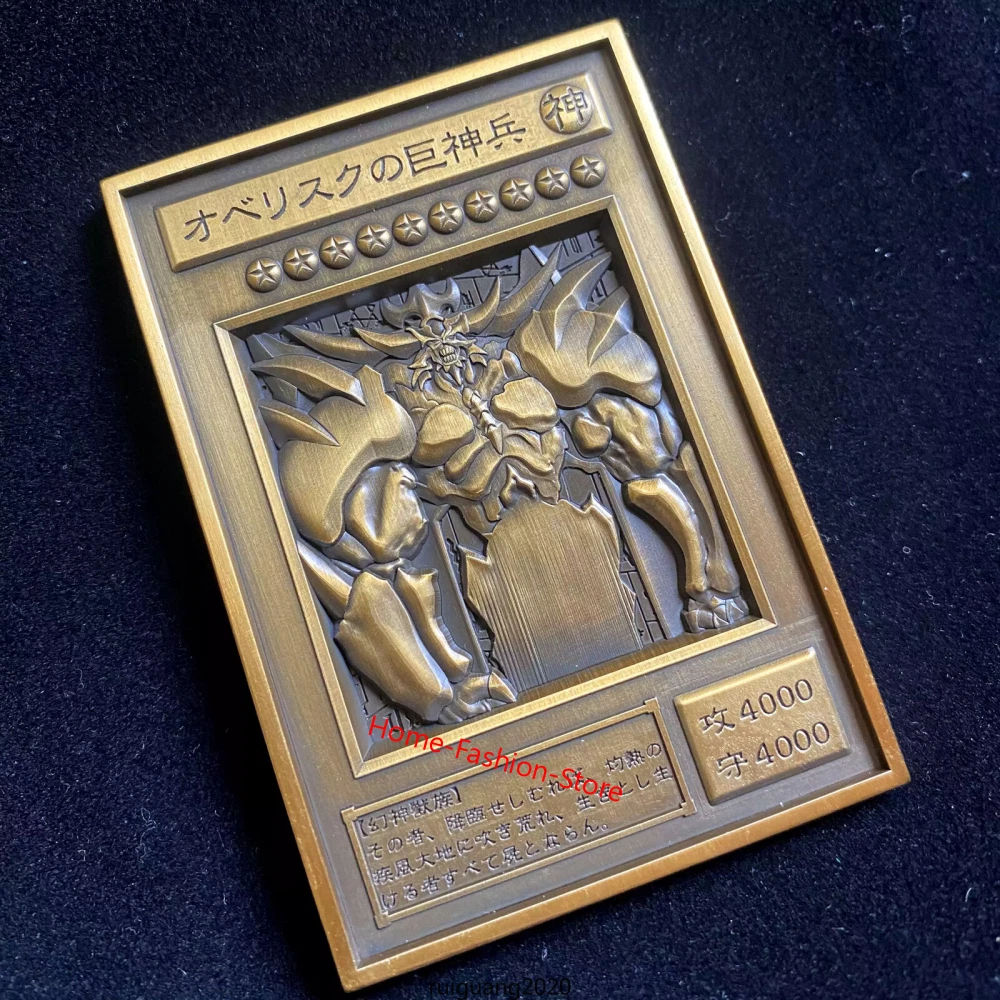 オベリスクの巨神兵 神
Home-Fashion-Store
攻 4000
守 4000
【幻神獣族】
その者、降臨せしむれば、灼熱の
疾風大地に吹き荒れ、生きとし生
ける者すべて屍とならん。
ruiguang2020